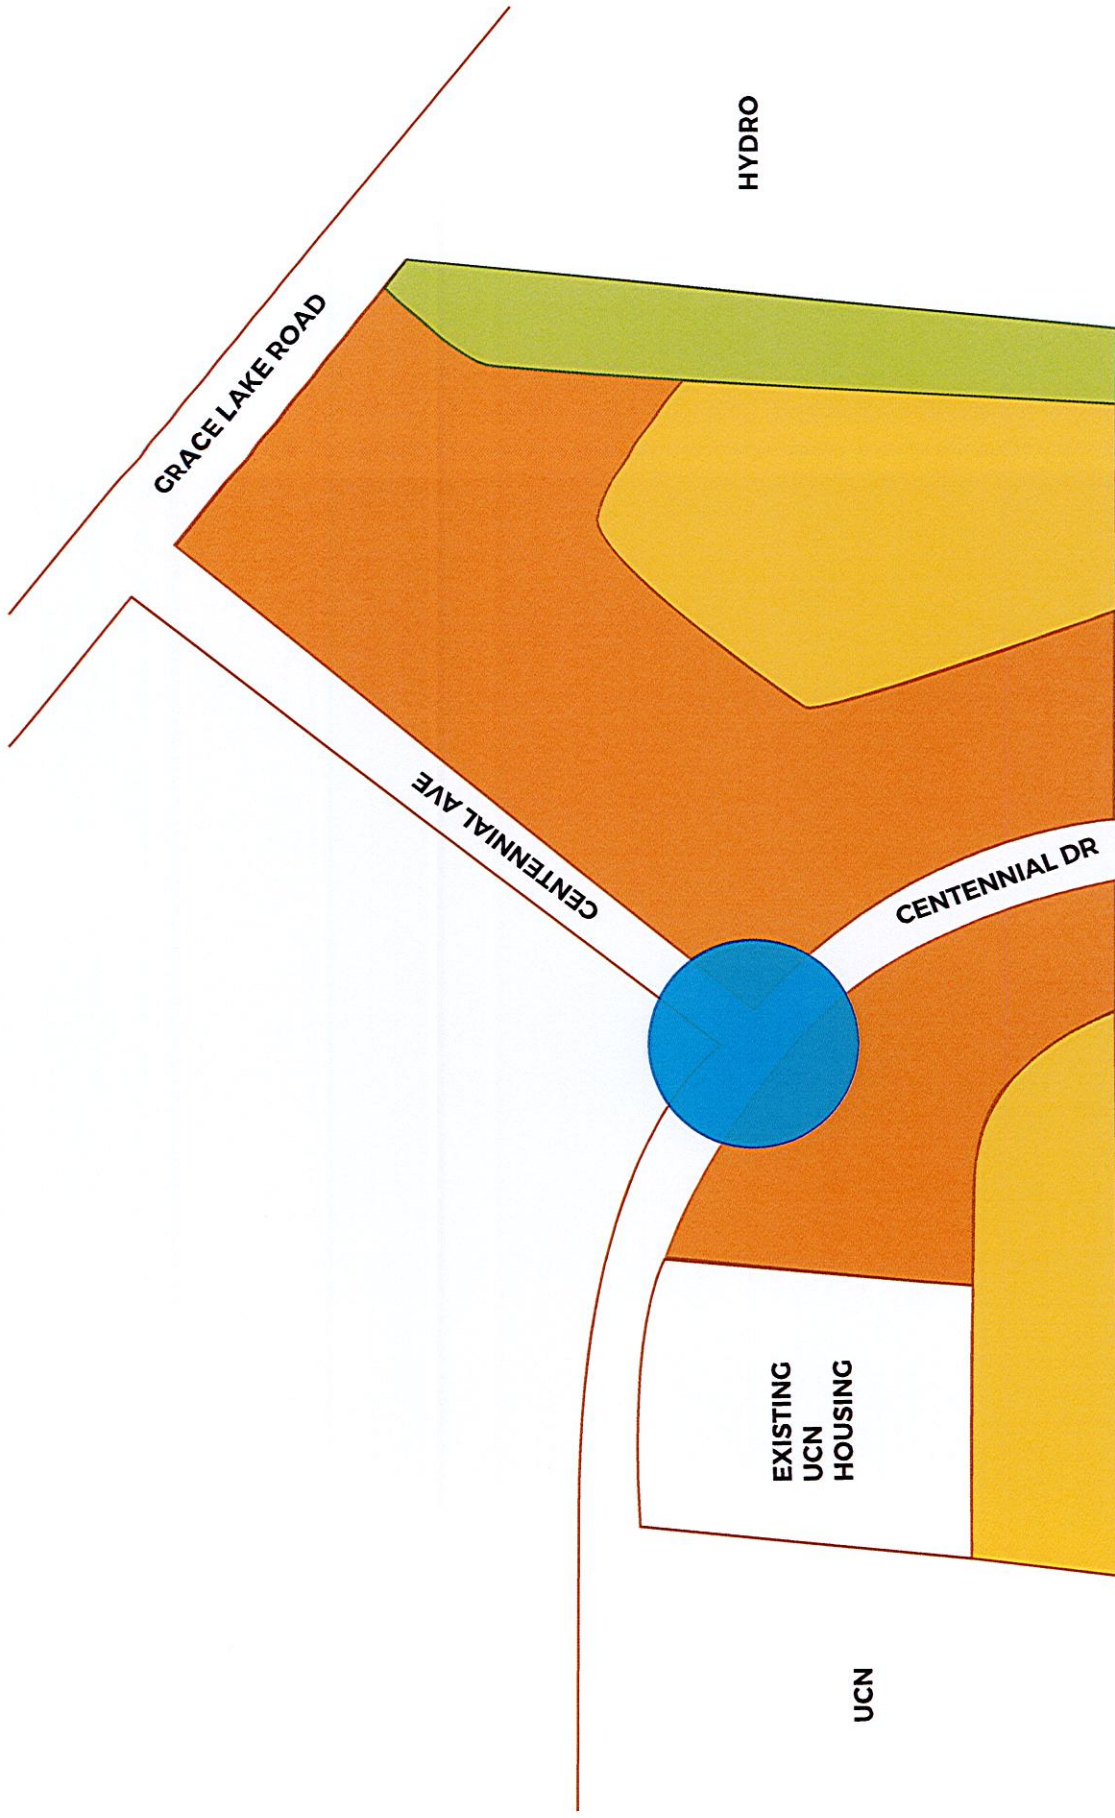 HYDRO
GRACE LAKE ROAD
CENTENNIAL AVE
CENTENNIAL DR
EXISTING
UCN
HOUSING
UCN